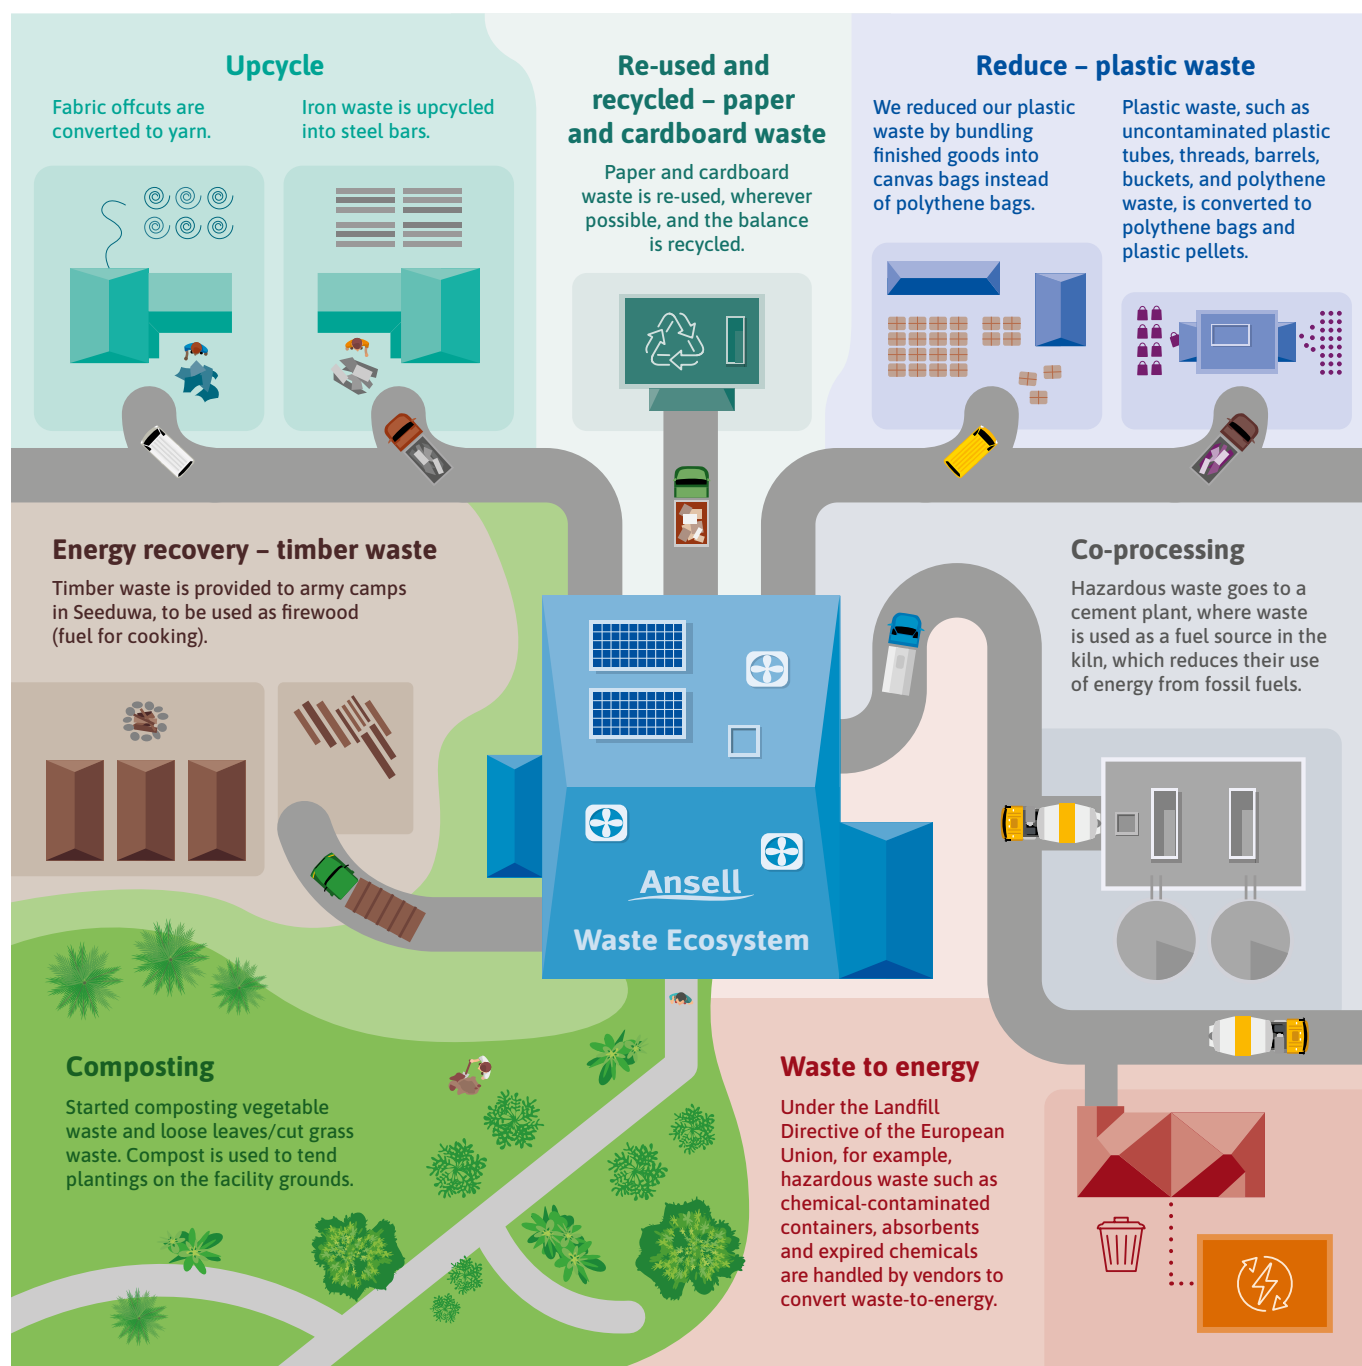 Upcycle
Fabric offcuts are
converted to yarn.
Iron waste is upcycled
into steel bars.
Re-used and
recycled – paper
and cardboard waste
Paper and cardboard
waste is re-used, wherever
possible, and the balance
is recycled.
Reduce – plastic waste
We reduced our plastic
waste by bundling
finished goods into
canvas bags instead
of polythene bags.
Plastic waste, such as
uncontaminated plastic
tubes, threads, barrels,
buckets, and polythene
waste, is converted to
polythene bags and
plastic pellets.
Energy recovery – timber waste
Timber waste is provided to army camps
in Seeduwa, to be used as firewood
(fuel for cooking).
Co-processing
Hazardous waste goes to a
cement plant, where waste
is used as a fuel source in the
kiln, which reduces their use
of energy from fossil fuels.
Ansell
Waste Ecosystem
Composting
Started composting vegetable
waste and loose leaves/cut grass
waste. Compost is used to tend
plantings on the facility grounds.
Waste to energy
Under the Landfill
Directive of the European
Union, for example,
hazardous waste such as
chemical-contaminated
containers, absorbents
and expired chemicals
are handled by vendors to
convert waste-to-energy.